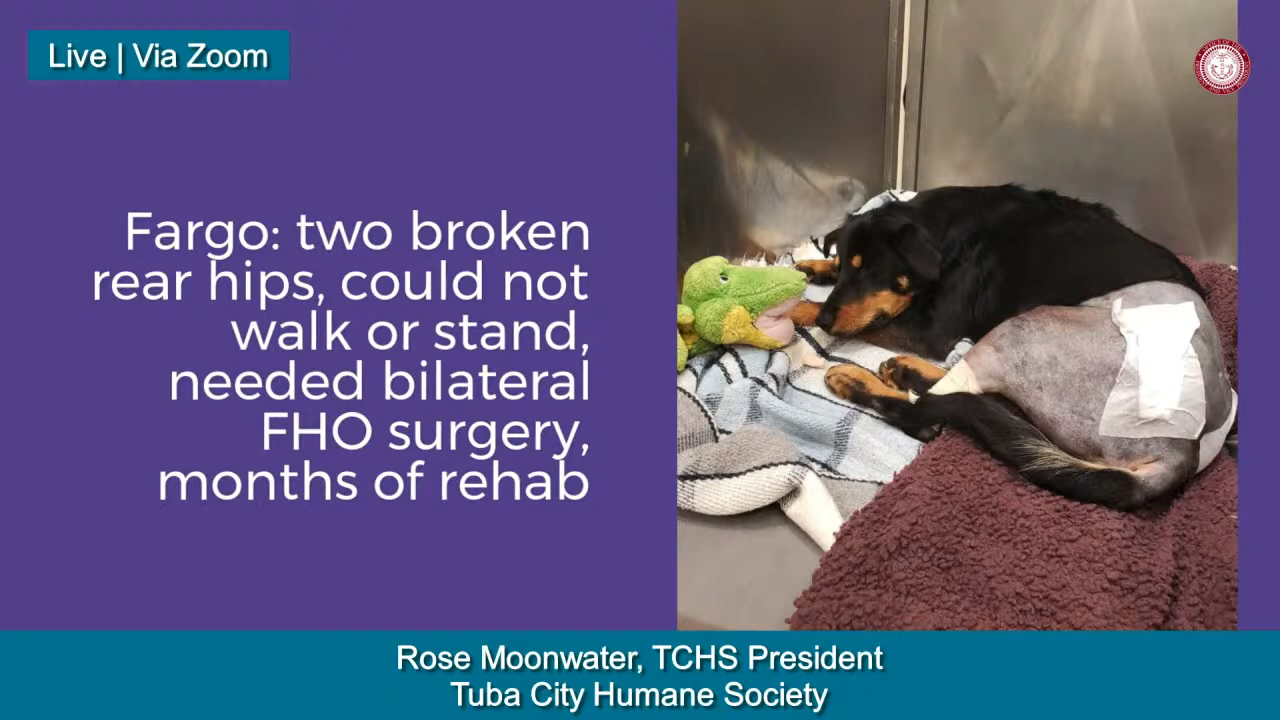 Live | Via Zoom
Fargo: two broken
rear hips, could not
walk or stand,
needed bilateral
FHO surgery,
months of rehab
Rose Moonwater, TCHS President
Tuba City Humane Society